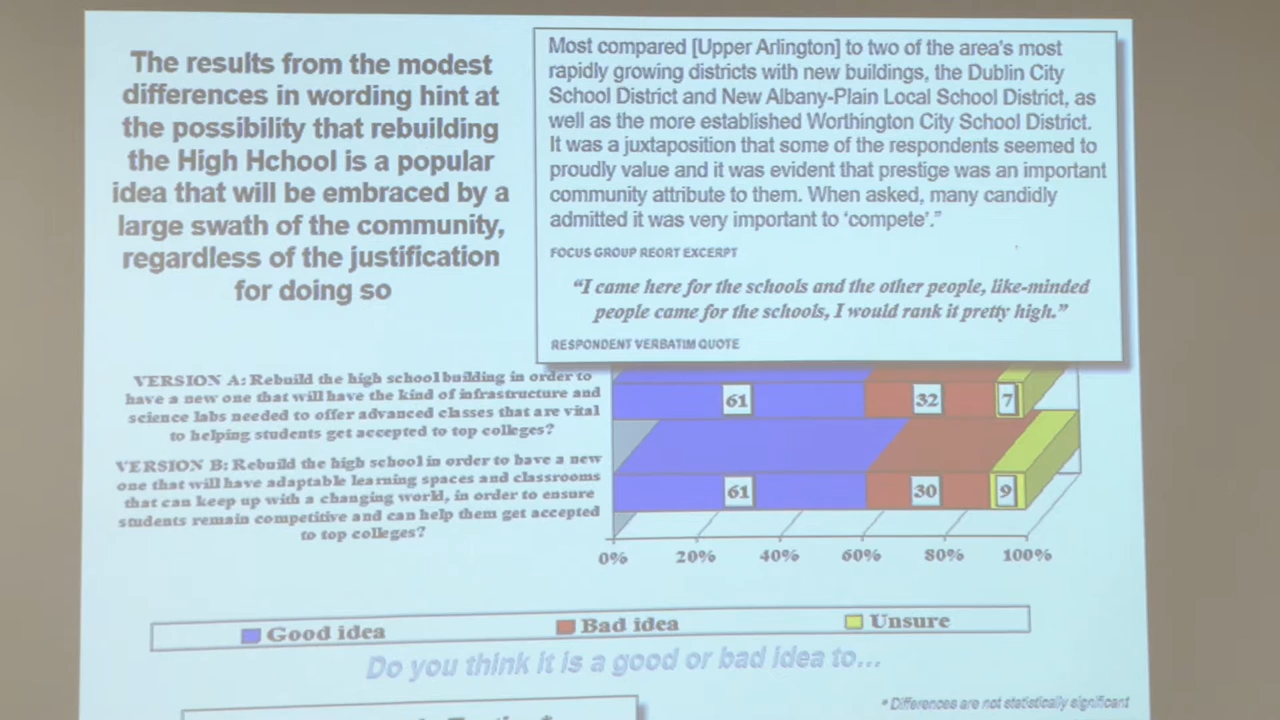 The results from the modest
differences in wording hint at
the possibility that rebuilding
the High Hchool is a popular
idea that will be embraced by a
large swath of the community,
regardless of the justification
for doing so
Most compared [Upper Arlington] to two of the area's most
rapidly growing districts with new buildings, the Dublin City
School District and New Albany-Plain Local School District, as
well as the more established Worthington City School District.
It was a juxtaposition that some of the respondents seemed to
proudly value and it was evident that prestige was an important
community attribute to them. When asked, many candidly
admitted it was very important to 'compete'."
FOCUS GROUP REORT EXCERPT
"I came here for the schools and the other people, like-minded
people came for the schools, I would rank it pretty high."
RESPONDENT VERBATIM QUOTE
VERSION A: Rebuild the high school building in order to
have a new one that will have the kind of infrastructure and
science labs needed to offer advanced classes that are vital
to helping students get accepted to top colleges?
61 32 7
VERSION B: Rebuild the high school in order to have a new
one that will have adaptable learning spaces and classrooms
that can keep up with a changing world, in order to ensure
students remain competitive and can help them get accepted
to top colleges?
61 30 9
0% 20% 40% 60% 80% 100%
Good idea Bad idea Unsure
Do you think it is a good or bad idea to...
* Differences are not statistically significant